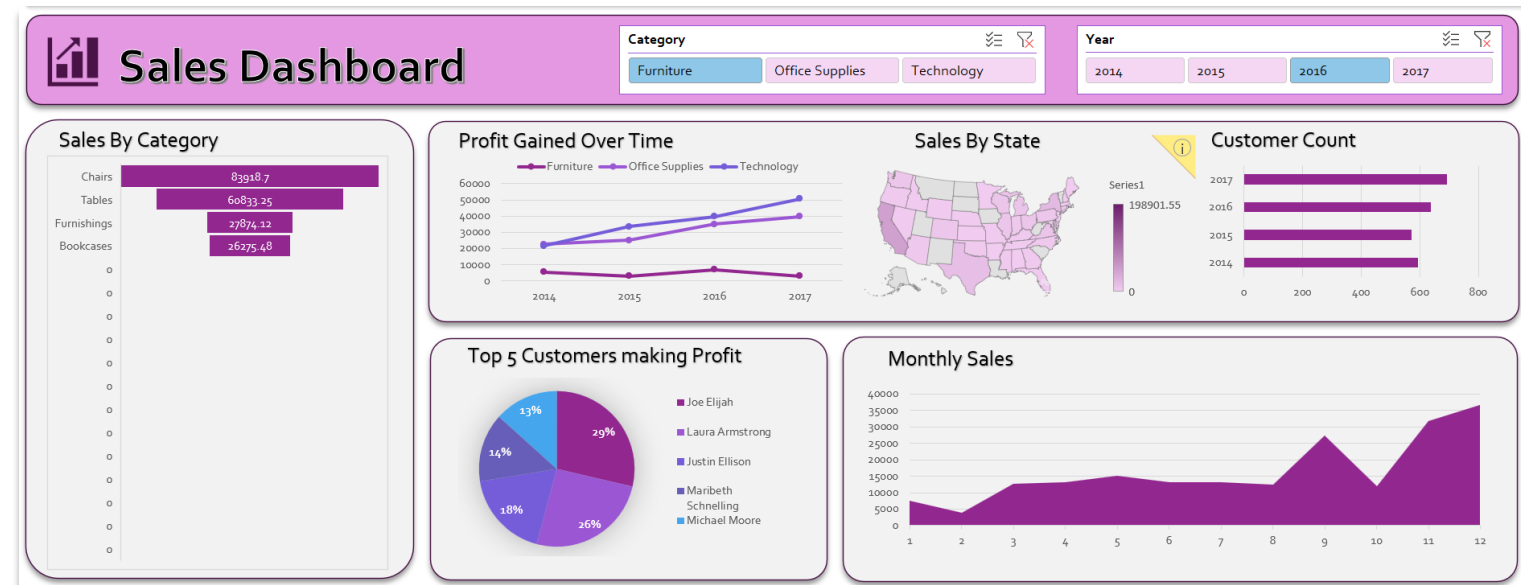 Sales Dashboard
Category
Furniture
Office Supplies
Technology
Year
2014
2015
2016
2017
Sales By Category
Chairs
83918.7
Tables
60833.25
Furnishings
27874.12
Bookcases
26275.48
0
0
0
0
0
0
0
0
0
0
0
0
0
Profit Gained Over Time
Furniture
Office Supplies
Technology
60000
50000
40000
30000
20000
10000
0
2014
2015
2016
2017
Sales By State
Series1
198901.55
0
i
Customer Count
2017
2016
2015
2014
0
200
400
600
800
Top 5 Customers making Profit
29%
26%
18%
14%
13%
Joe Elijah
Laura Armstrong
Justin Ellison
Maribeth
Schnelling
Michael Moore
Monthly Sales
40000
35000
30000
25000
20000
15000
10000
5000
0
1
2
3
4
5
6
7
8
9
10
11
12